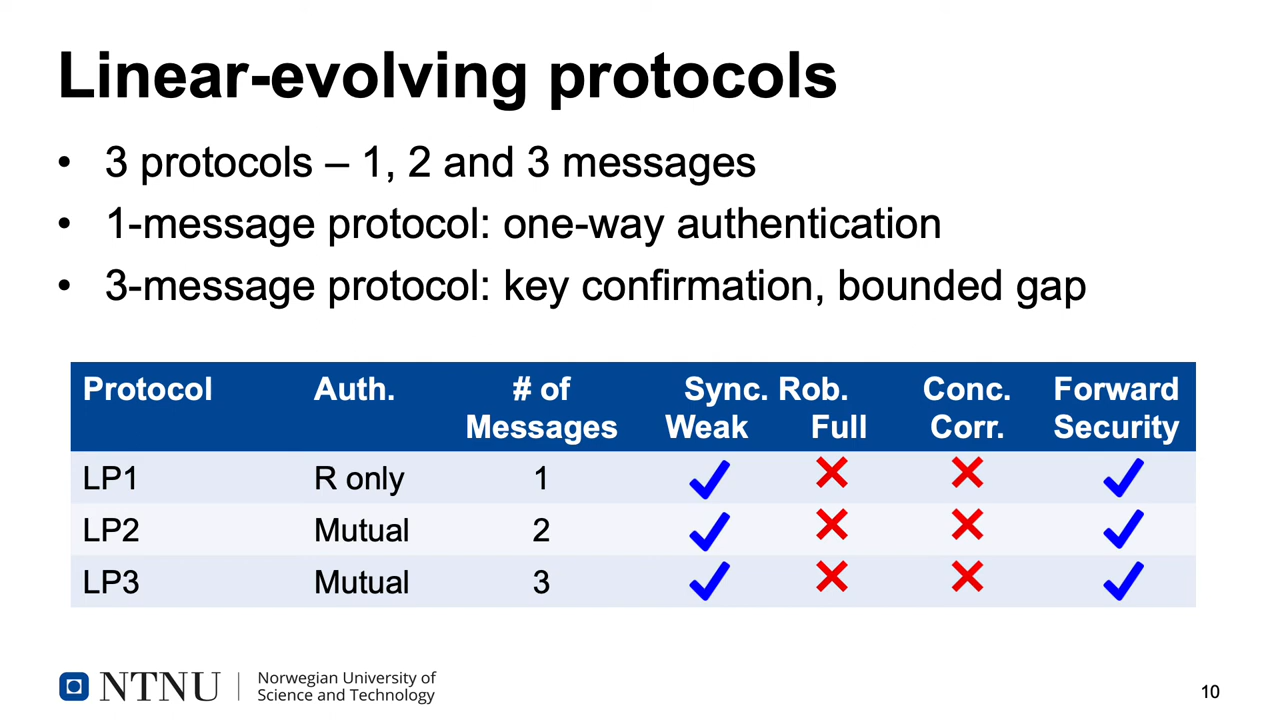 Linear-evolving protocols
• 3 protocols – 1, 2 and 3 messages
• 1-message protocol: one-way authentication
• 3-message protocol: key confirmation, bounded gap
Protocol Auth. # of Messages Sync. Rob. Weak Full Conc. Corr. Forward Security
LP1 R only 1 ✔ ✕ ✕ ✔
LP2 Mutual 2 ✔ ✕ ✕ ✔
LP3 Mutual 3 ✔ ✕ ✕ ✔
NTNU
Norwegian University of
Science and Technology
10